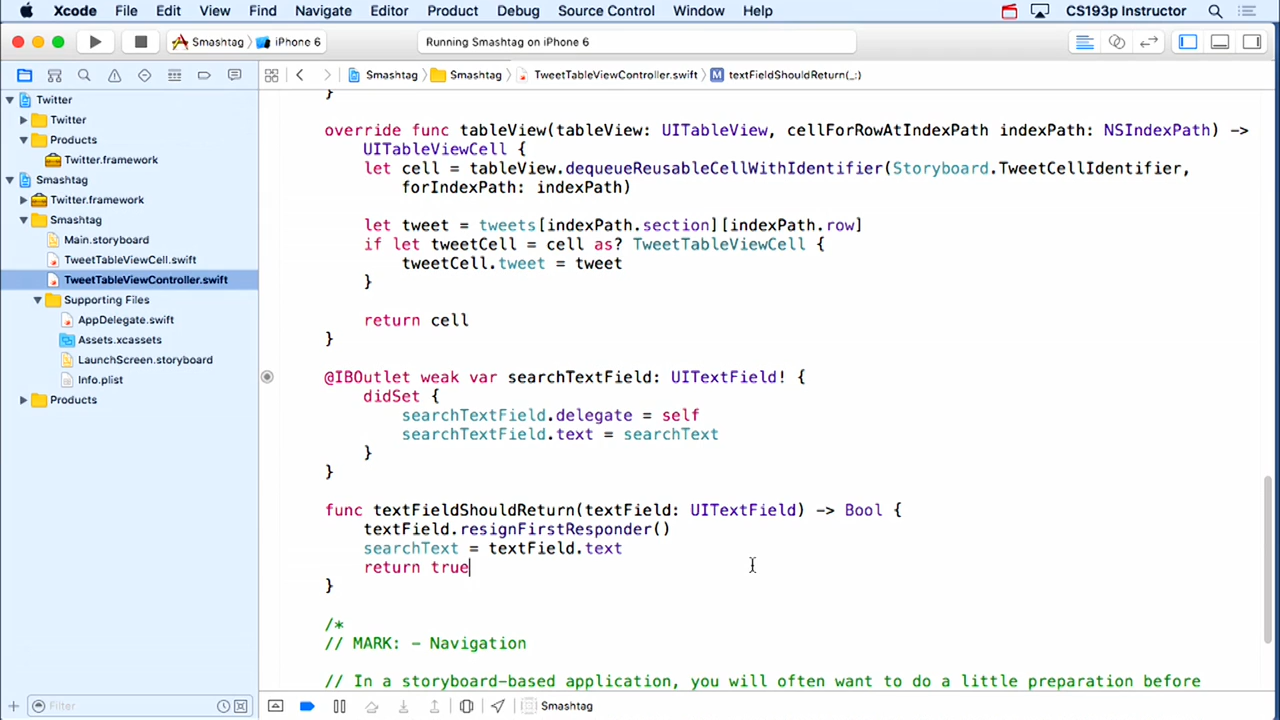 Xcode File Edit View Find Navigate Editor Product Debug Source Control Window Help CS193p Instructor
Smashtag iPhone 6 Running Smashtag on iPhone 6
Smashtag Smashtag TweetTableViewController.swift M textFieldShouldReturn(_:)
Twitter
Twitter
Products
Twitter.framework
Smashtag
Twitter.framework
Smashtag
Main.storyboard
TweetTableViewCell.swift
TweetTableViewController.swift
Supporting Files
AppDelegate.swift
Assets.xcassets
LaunchScreen.storyboard
Info.plist
Products
Filter
}
override func tableView(tableView: UITableView, cellForRowAtIndexPath indexPath: NSIndexPath) ->
UITableViewCell {
let cell = tableView.dequeueReusableCellWithIdentifier(Storyboard.TweetCellIdentifier,
forIndexPath: indexPath)
let tweet = tweets[indexPath.section][indexPath.row]
if let tweetCell = cell as? TweetTableViewCell {
tweetCell.tweet = tweet
}
return cell
}
@IBOutlet weak var searchTextField: UITextField! {
didSet {
searchTextField.delegate = self
searchTextField.text = searchText
}
}
func textFieldShouldReturn(textField: UITextField) -> Bool {
textField.resignFirstResponder()
searchText = textField.text
return true
}
/*
// MARK: - Navigation
// In a storyboard-based application, you will often want to do a little preparation before
Smashtag